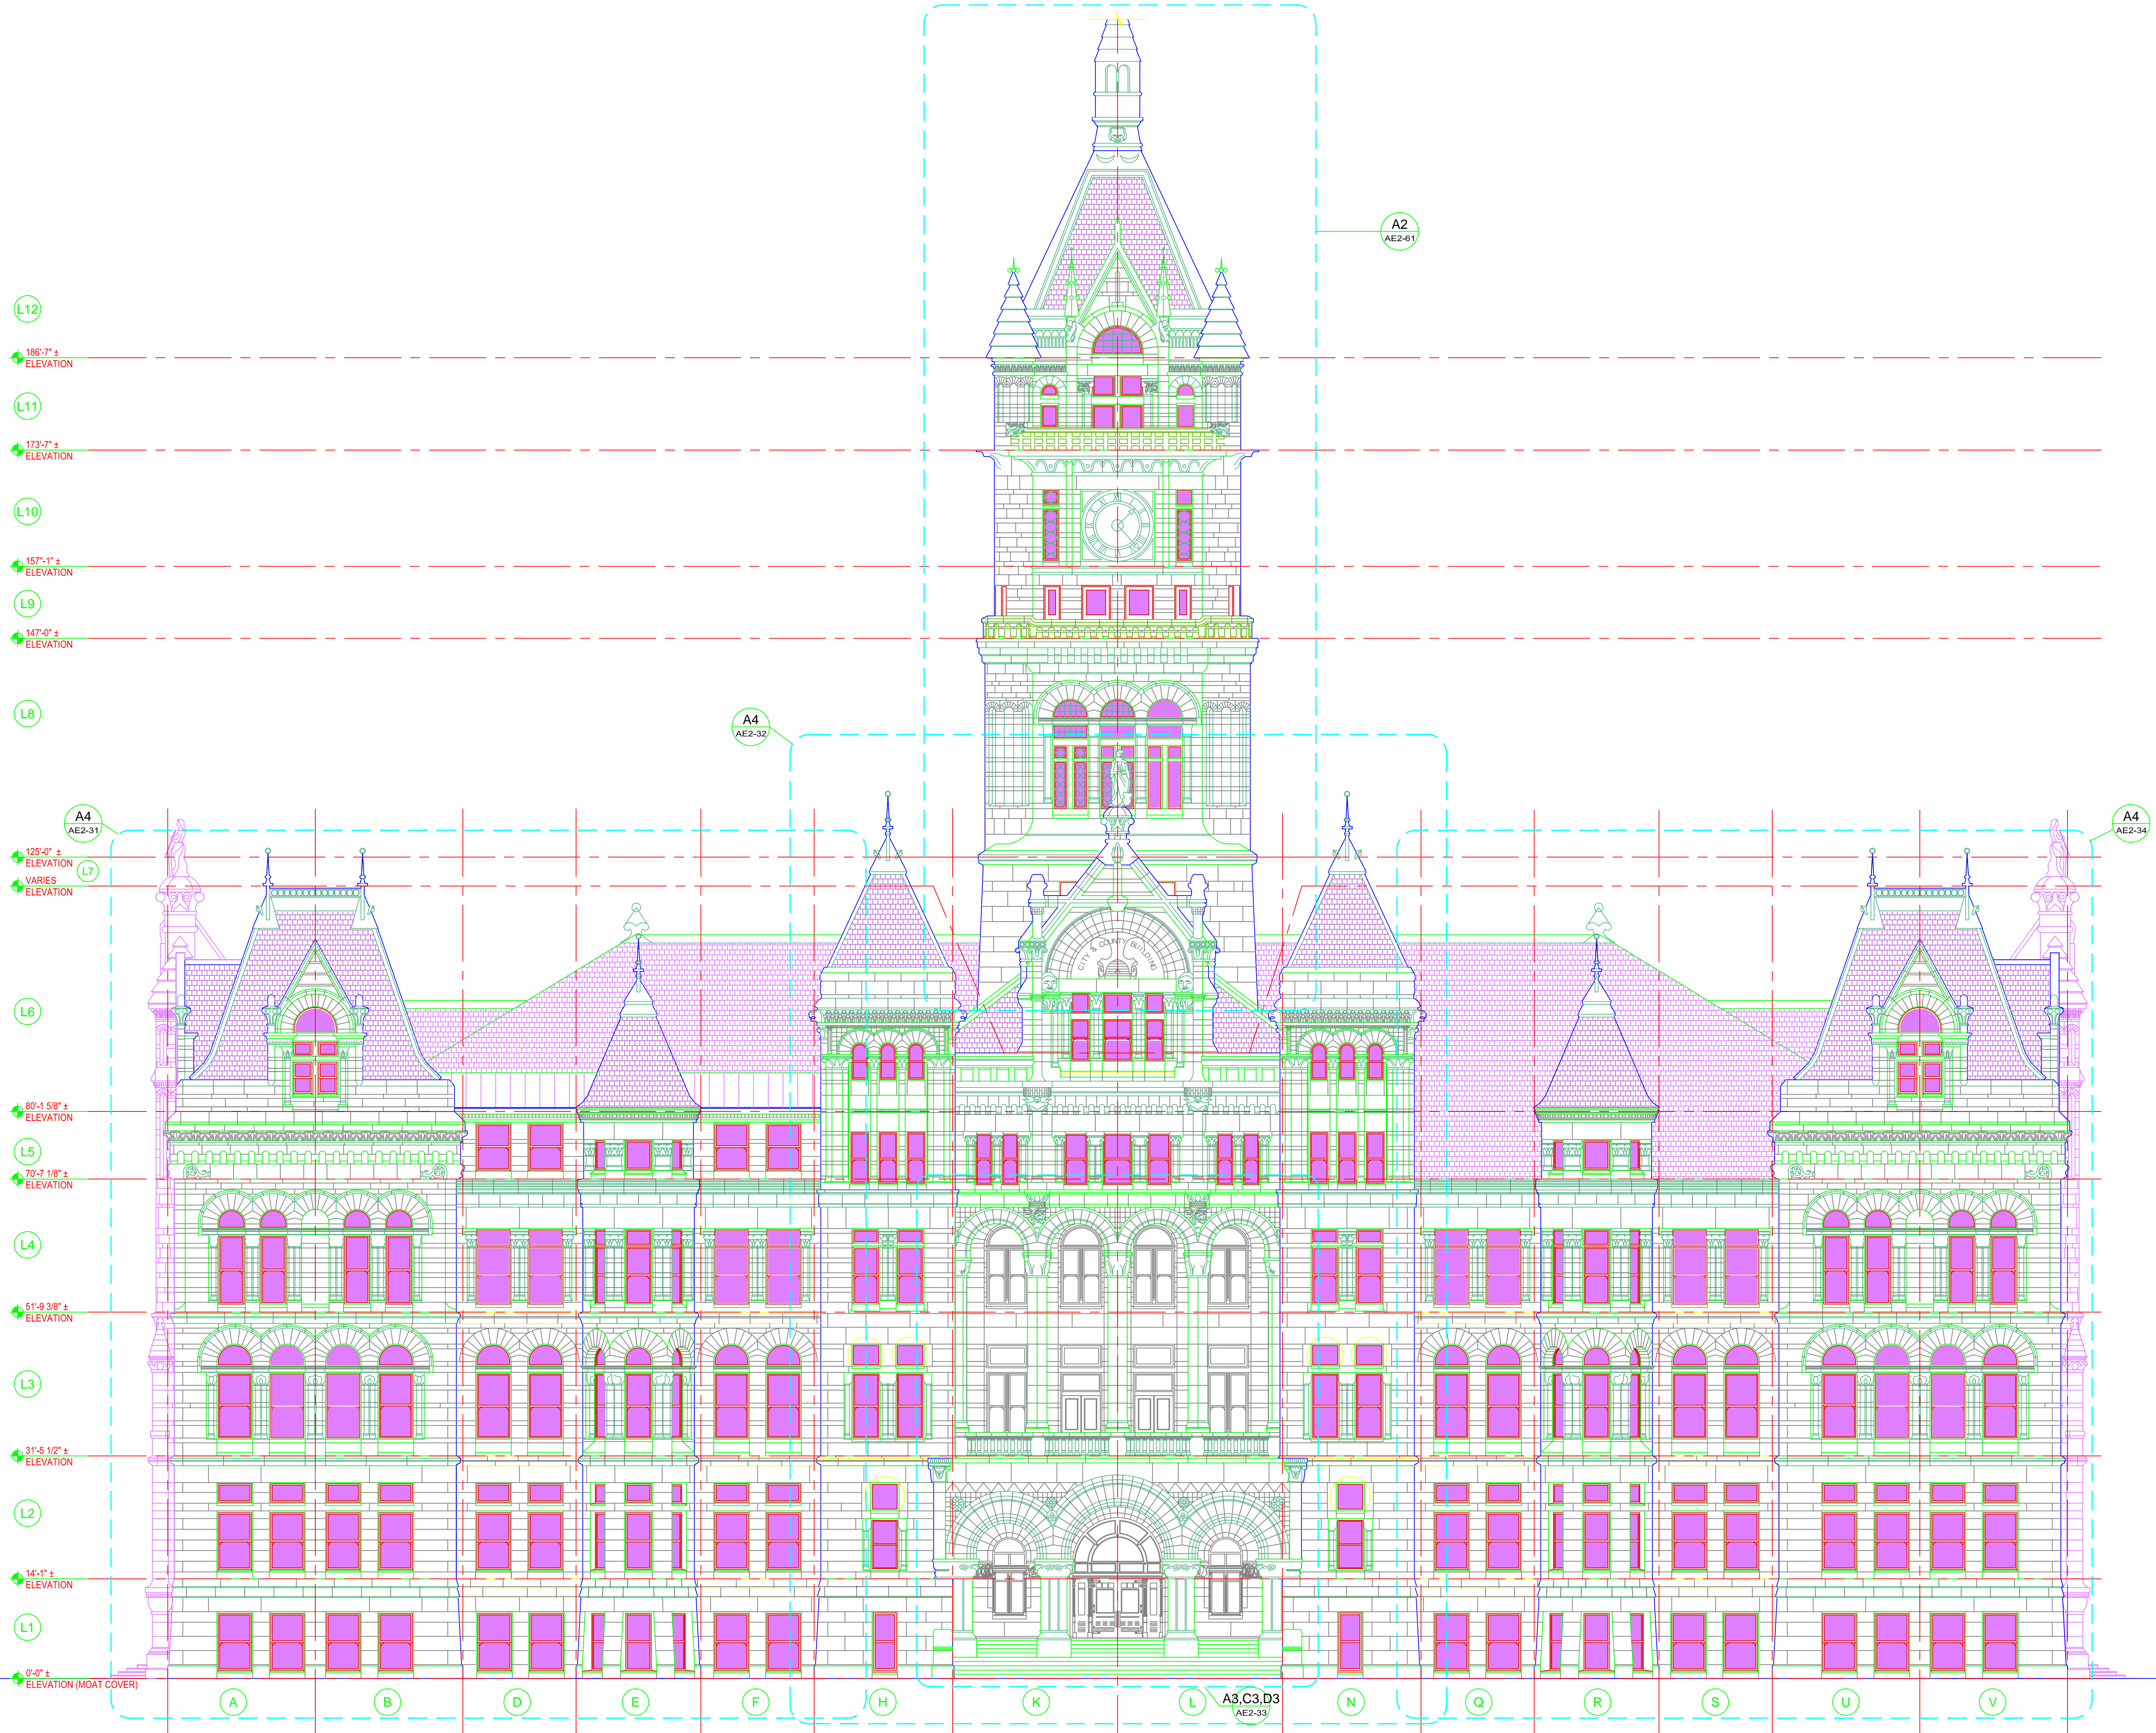 A2
AE2-61
L12
186'-7" ±
ELEVATION
L11
173'-7" ±
ELEVATION
L10
157"-1" ±
ELEVATION
L9
147'-0" ±
ELEVATION
L8
A4
AE2-32
A4
AE2-31
A4
AE2-34
125'-0" ±
ELEVATION
L7
VARIES
ELEVATION
CITY & COUNTY BUILDING
L6
80'-1 5/8" ±
ELEVATION
L5
70'-7 1/8" ±
ELEVATION
L4
51'-9 3/8" ±
ELEVATION
L3
31'-5 1/2" ±
ELEVATION
L2
14'-1" ±
ELEVATION
L1
0'-0" ±
ELEVATION (MOAT COVER)
A B D E F H K L N Q R S U V
A3,C3,D3
AE2-33